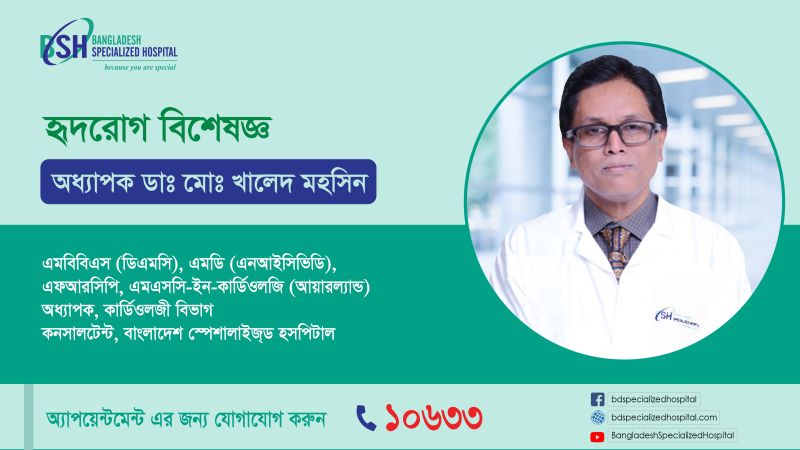 BSH BANGLADESH
SPECIALIZED HOSPITAL
because you are special
হৃদরোগ বিশেষজ্ঞ
অধ্যাপক ডাঃ মোঃ খালেদ মহসিন
এমবিবিএস (ডিএমসি), এমডি (এনআইসিভিডি),
এফআরসিপি, এমএসসি-ইন-কার্ডিওলজি (আয়ারল্যান্ড)
অধ্যাপক, কার্ডিওলজী বিভাগ
কনসালটেন্ট, বাংলাদেশ স্পেশালাইজ্‌ড হসপিটাল
SH
অ্যাপয়েন্টমেন্ট এর জন্য যোগাযোগ করুন
১০৬৩৩
bdspecializedhospital
bdspecializedhospital.com
BangladeshSpecializedHospital